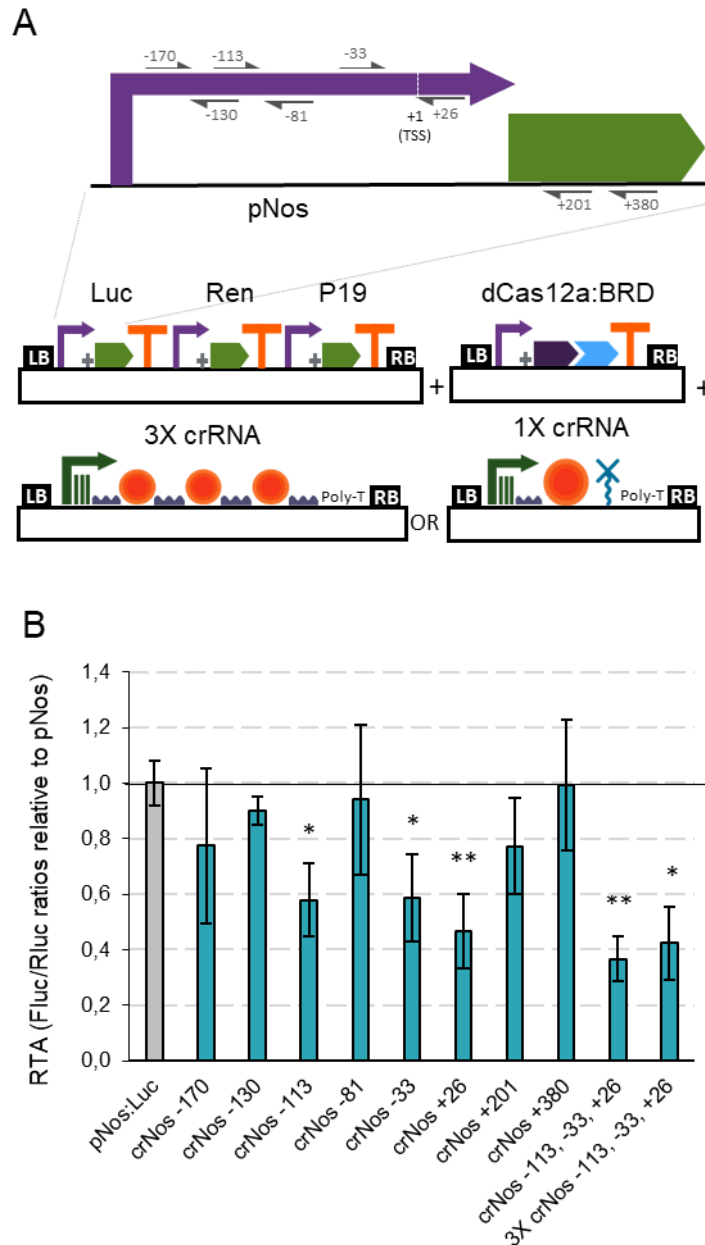 A
-170 -113 -33
-130 -81 +1 +26
(TSS)
pNos
+201 +380
Luc Ren P19 dCas12a:BRD
LB + + + RB + LB + RB +
3X crRNA 1X crRNA
LB Poly-T RB OR LB Poly-T RB
B
RTA (Fluc/Rluc ratios relative to pNos)
1,4
1,2
1,0
0,8
0,6
0,4
0,2
0,0
* * ** ** *
pNos:Luc
crNos -170
crNos -130
crNos -113
crNos -81
crNos -33
crNos +26
crNos +201
crNos +380
crNos -113, -33, +26
3X crNos -113, -33, +26